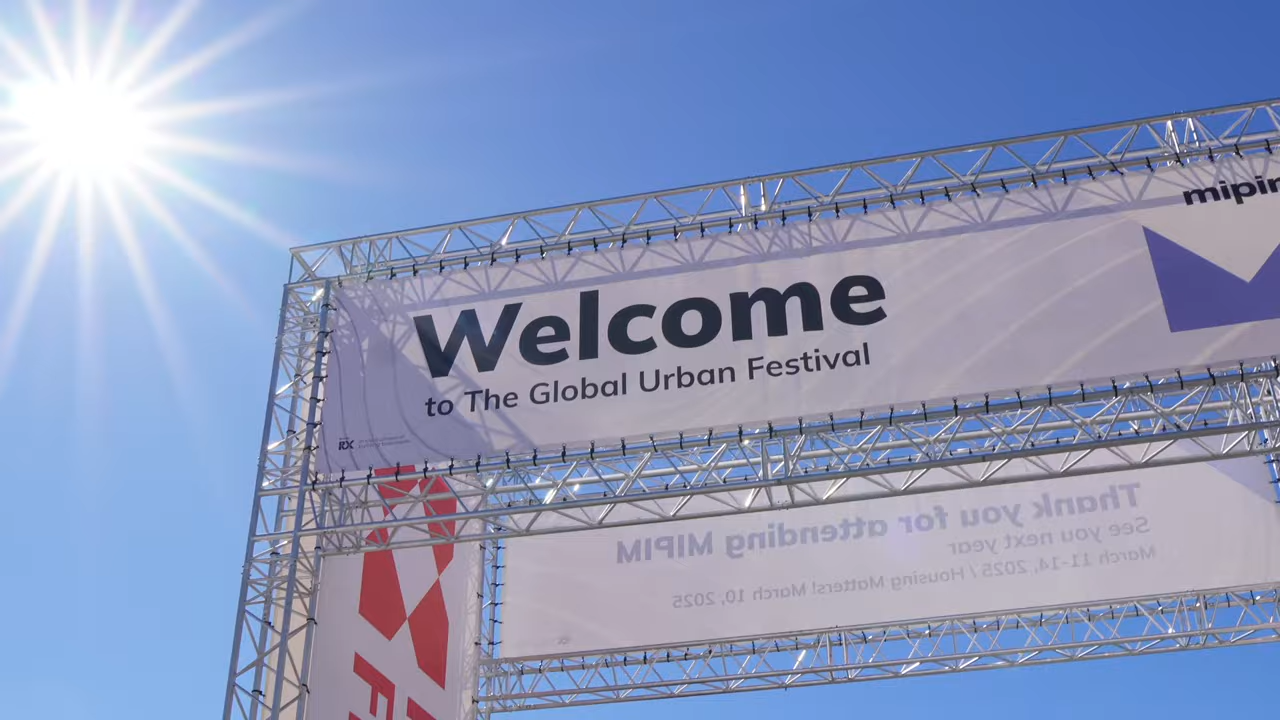 mipim
Welcome
to The Global Urban Festival
RX
Thank you for attending MIPIM
See you next year
March 11-14, 2025 / Housing Matters! March 10, 2025